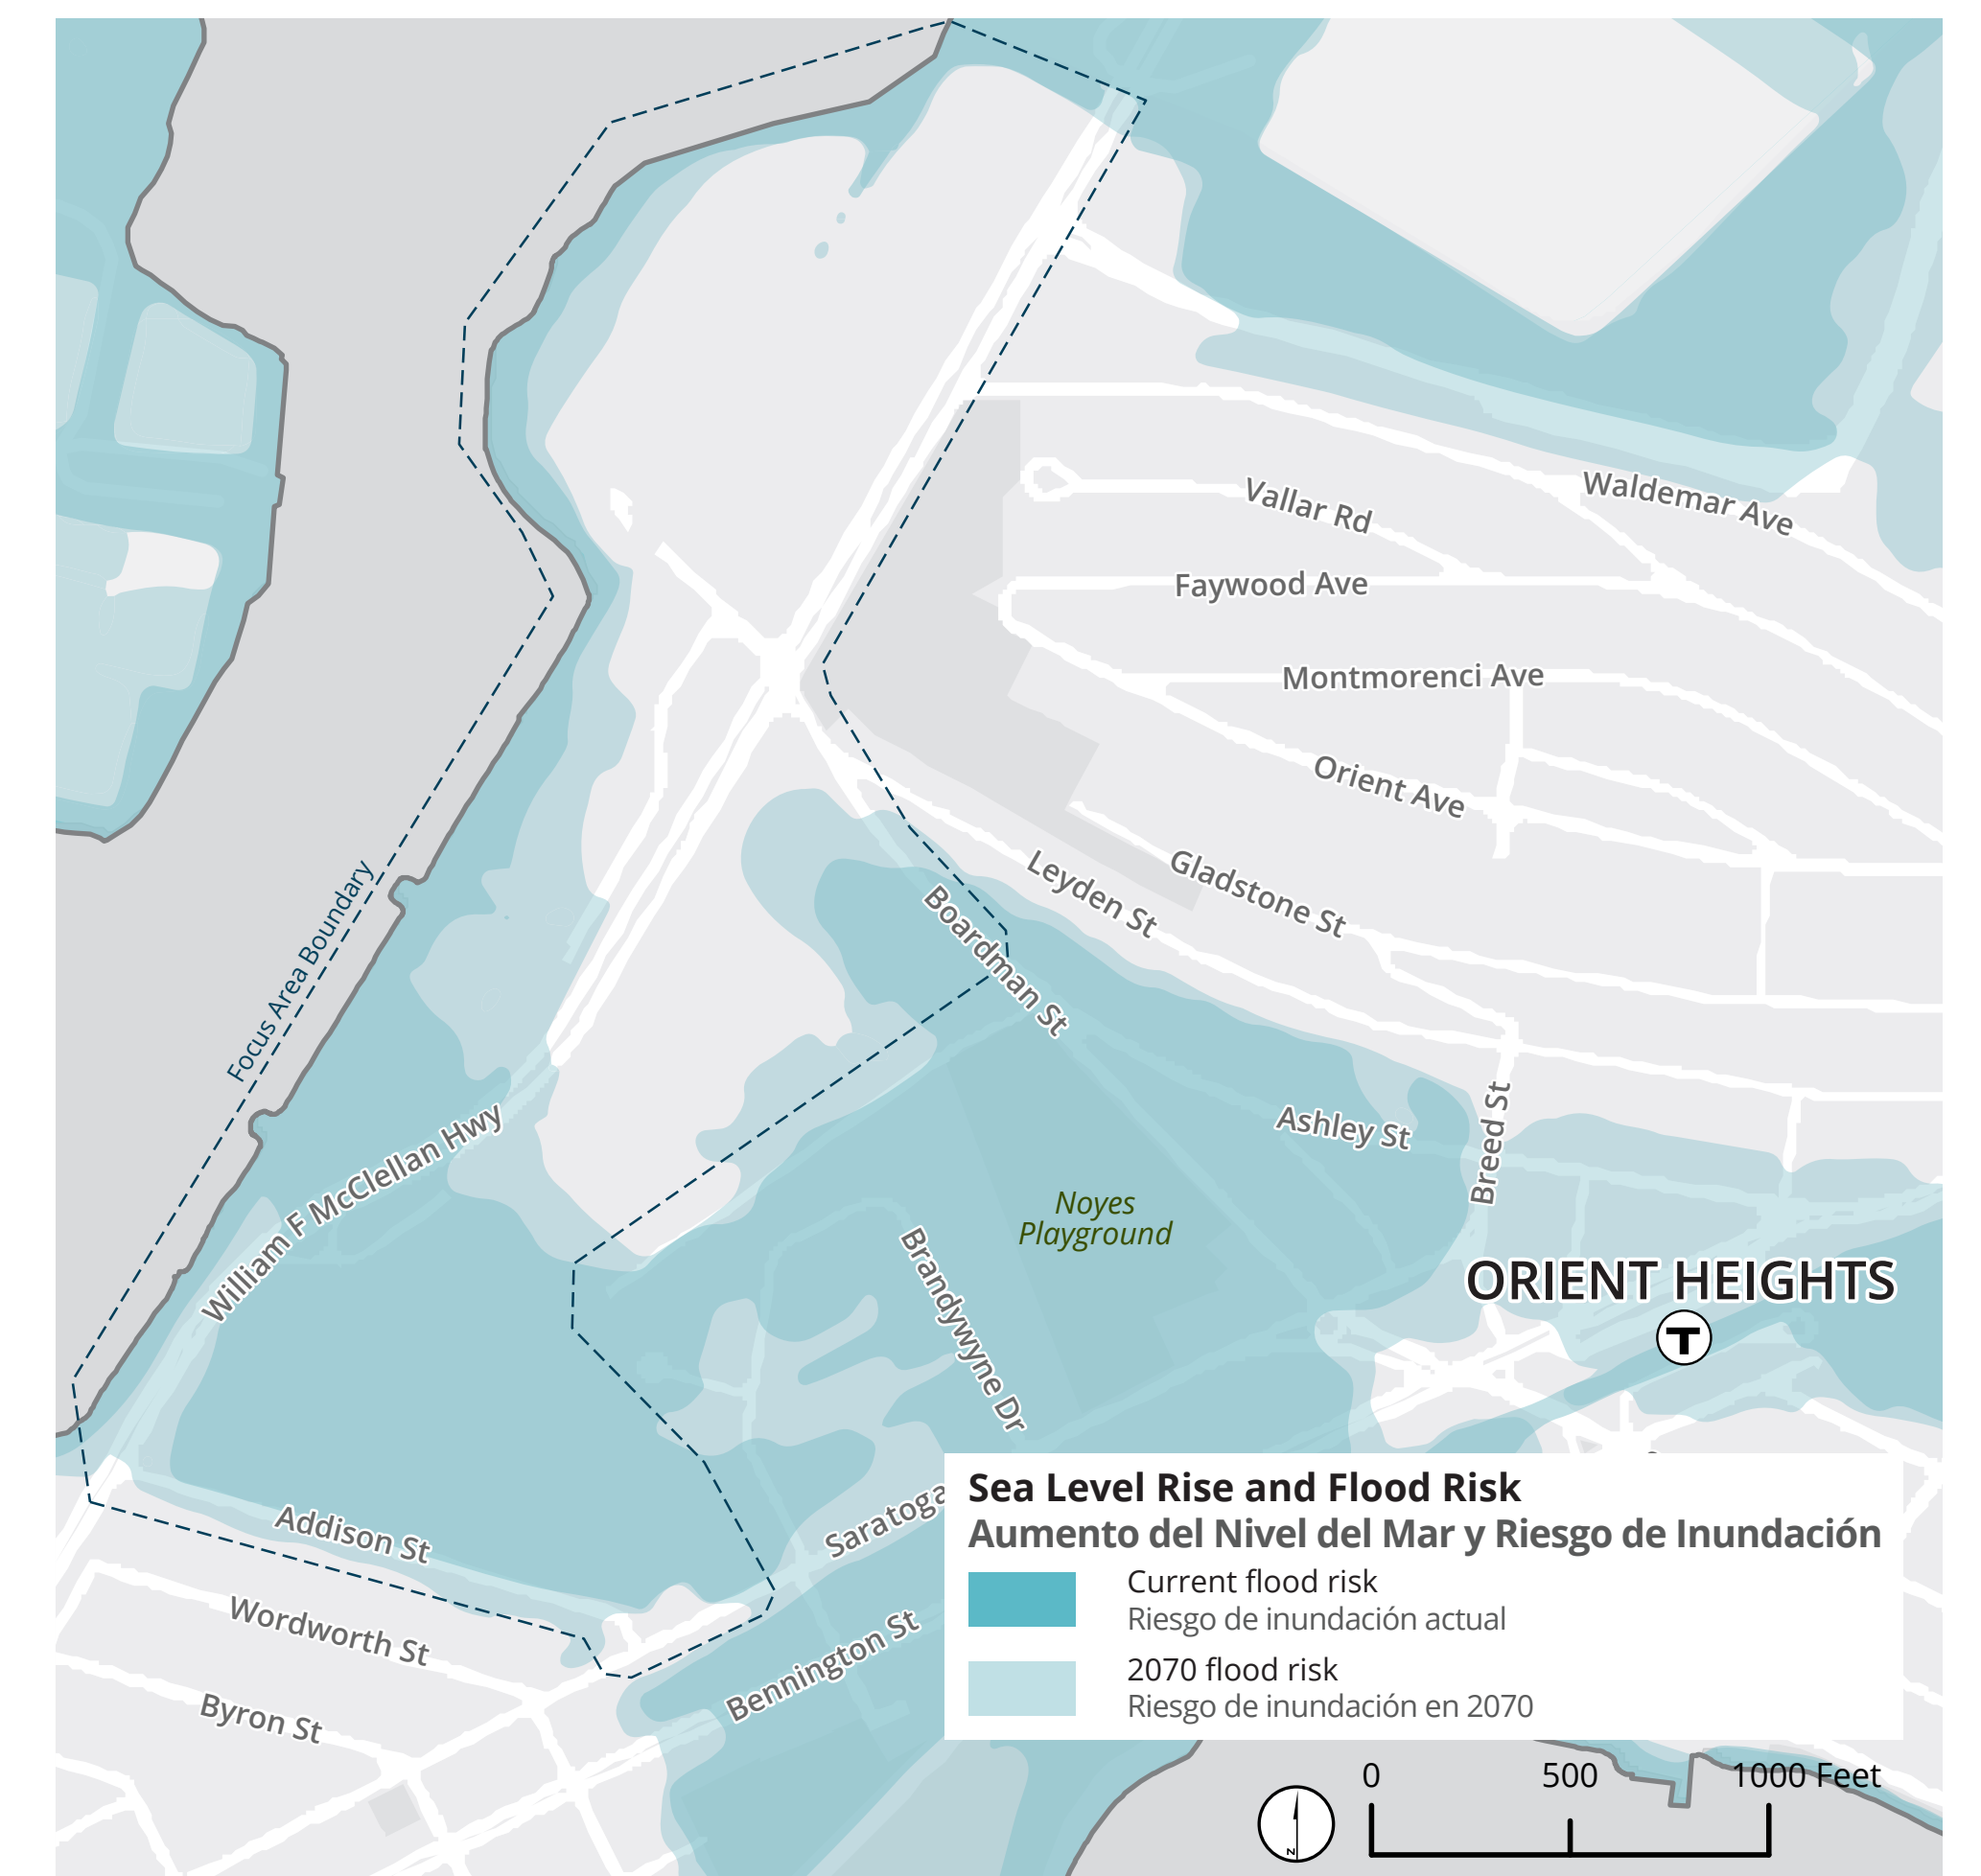 Waldemar Ave
Vallar Rd
Faywood Ave
Montmorenci Ave
Orient Ave
Gladstone St
Leyden St
Boardman St
Focus Area Boundary
Ashley St
Breed St
William F McClellan Hwy
Noyes
Playground
Brandywyne Dr
ORIENT HEIGHTS
T
Saratoga
Addison St
Wordworth St
Bennington St
Byron St
Sea Level Rise and Flood Risk
Aumento del Nivel del Mar y Riesgo de Inundación
Current flood risk
Riesgo de inundación actual
2070 flood risk
Riesgo de inundación en 2070
0 500 1000 Feet
N